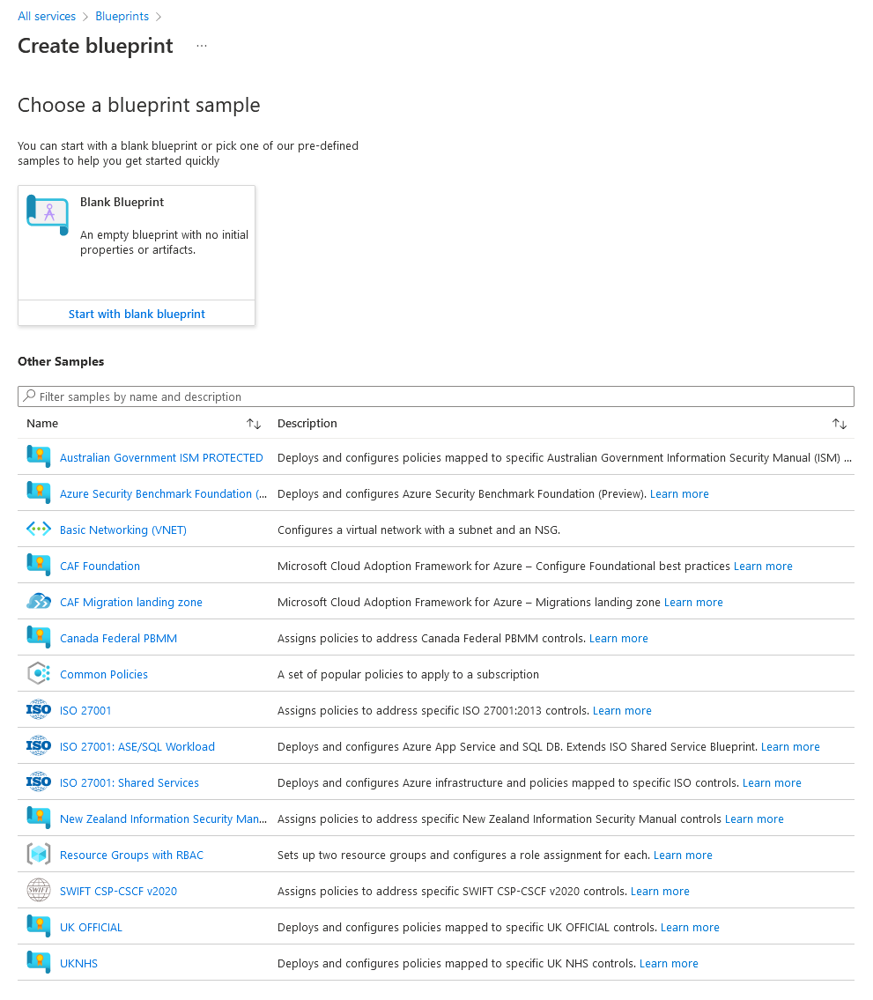 All services > Blueprints >
Create blueprint ...
Choose a blueprint sample
You can start with a blank blueprint or pick one of our pre-defined
samples to help you get started quickly
Blank Blueprint
An empty blueprint with no initial
properties or artifacts.
Start with blank blueprint
Other Samples
Filter samples by name and description
Name Description
Australian Government ISM PROTECTED Deploys and configures policies mapped to specific Australian Government Information Security Manual (ISM) ...
Azure Security Benchmark Foundation (... Deploys and configures Azure Security Benchmark Foundation (Preview). Learn more
Basic Networking (VNET) Configures a virtual network with a subnet and an NSG.
CAF Foundation Microsoft Cloud Adoption Framework for Azure – Configure Foundational best practices Learn more
CAF Migration landing zone Microsoft Cloud Adoption Framework for Azure – Migrations landing zone Learn more
Canada Federal PBMM Assigns policies to address Canada Federal PBMM controls. Learn more
Common Policies A set of popular policies to apply to a subscription
ISO ISO 27001 Assigns policies to address specific ISO 27001:2013 controls. Learn more
ISO ISO 27001: ASE/SQL Workload Deploys and configures Azure App Service and SQL DB. Extends ISO Shared Service Blueprint. Learn more
ISO ISO 27001: Shared Services Deploys and configures Azure infrastructure and policies mapped to specific ISO controls. Learn more
New Zealand Information Security Man... Assigns policies to address specific New Zealand Information Security Manual controls Learn more
Resource Groups with RBAC Sets up two resource groups and configures a role assignment for each. Learn more
SWIFT SWIFT CSP-CSCF v2020 Assigns policies to address specific SWIFT CSP-CSCF v2020 controls. Learn more
UK OFFICIAL Deploys and configures policies mapped to specific UK OFFICIAL controls. Learn more
UKNHS Deploys and configures policies mapped to specific UK NHS controls. Learn more